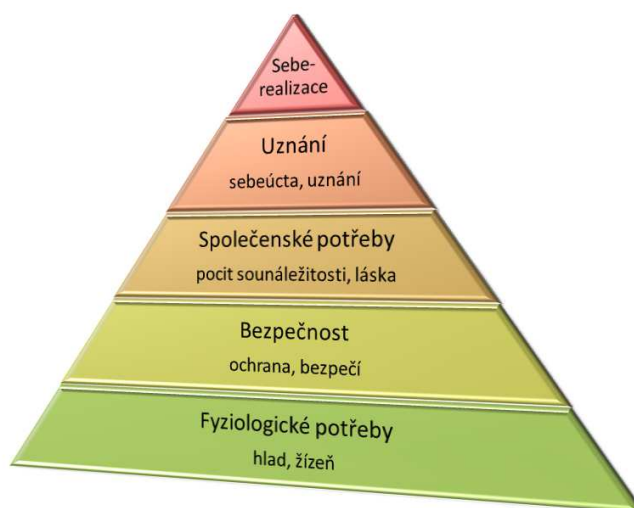 Sebe-
realizace
Uznání
sebeúcta, uznání
Společenské potřeby
pocit sounáležitosti, láska
Bezpečnost
ochrana, bezpečí
Fyziologické potřeby
hlad, žízeň